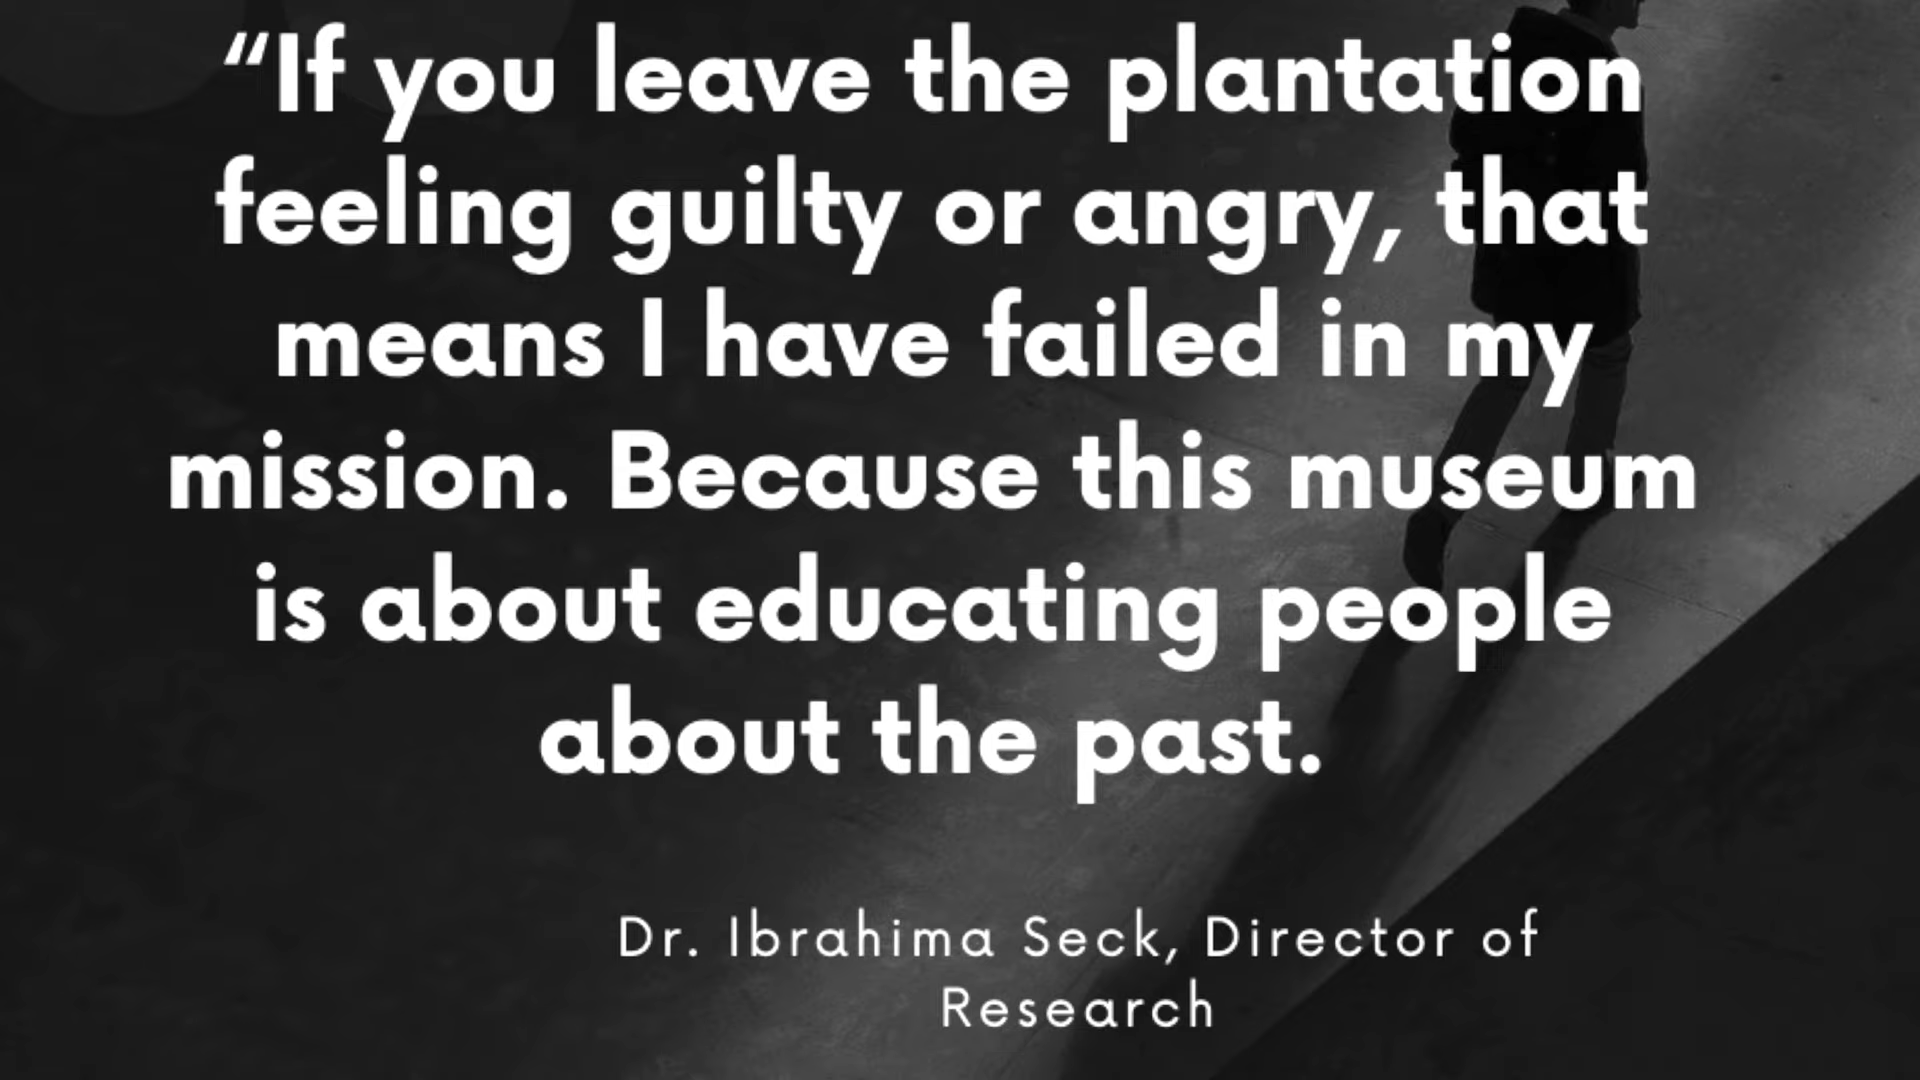 “If you leave the plantation
feeling guilty or angry, that
means I have failed in my
mission. Because this museum
is about educating people
about the past.
Dr. Ibrahima Seck, Director of
Research